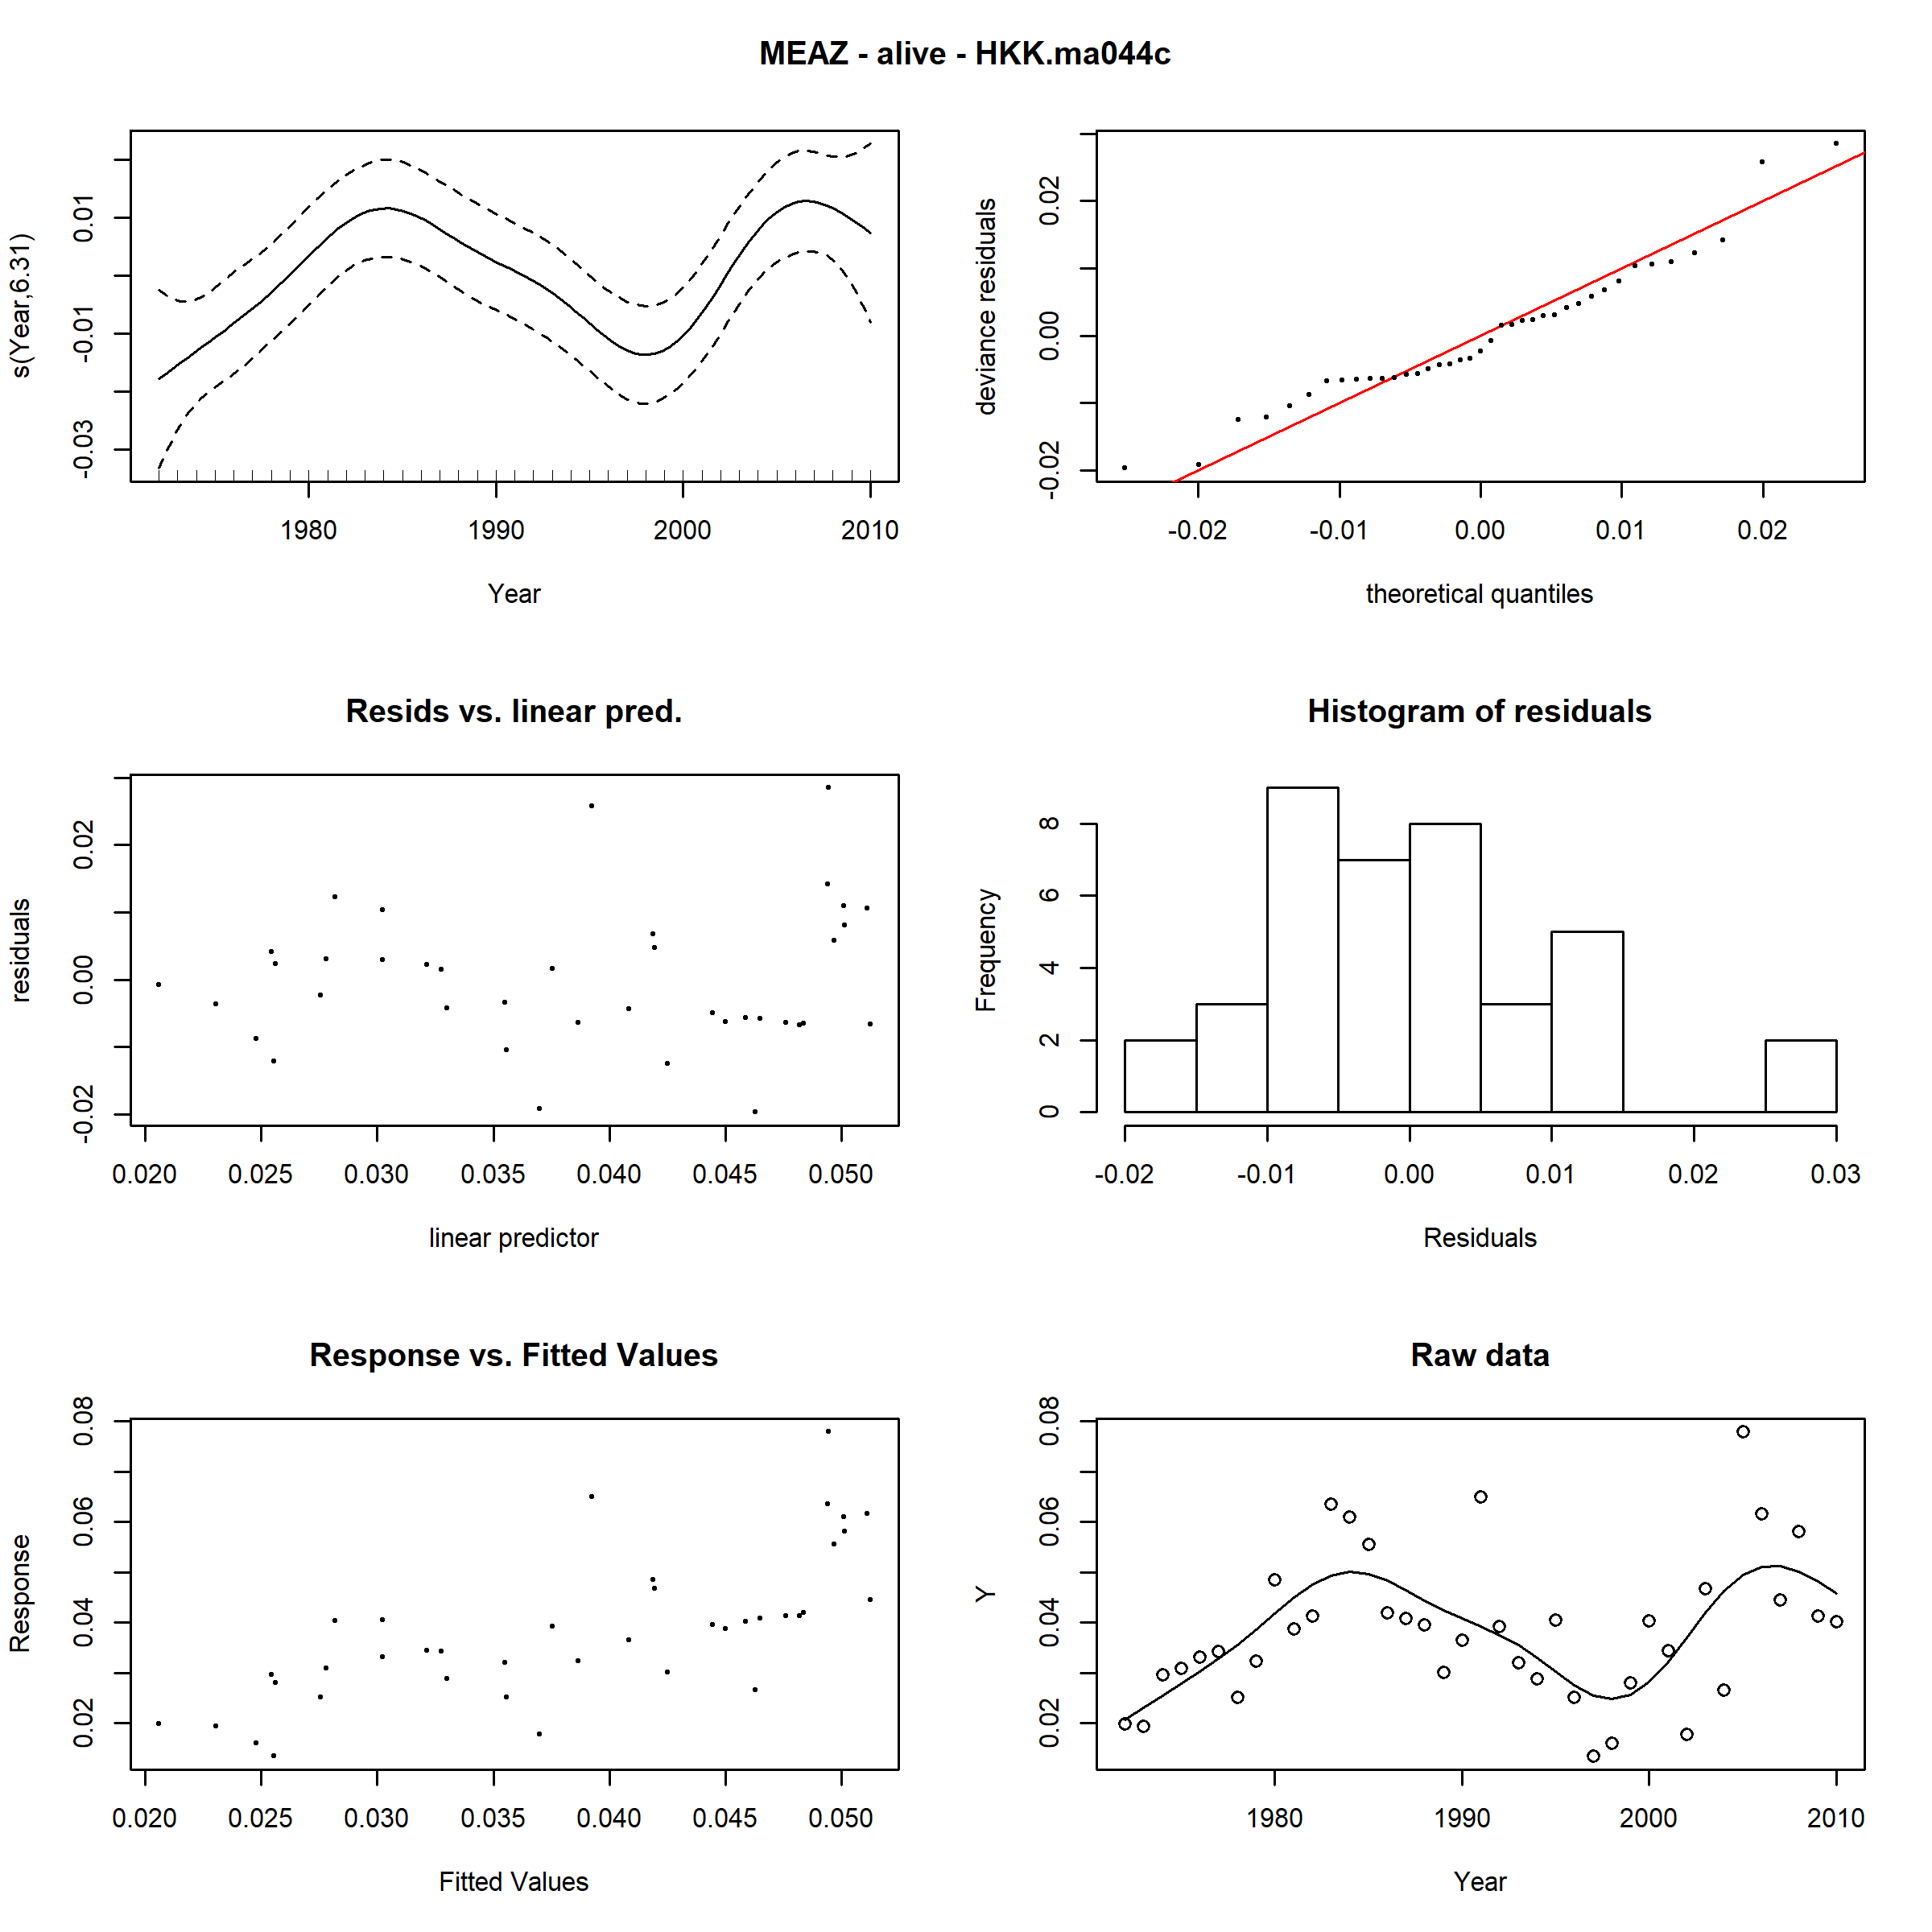 MEAZ - alive - HKK.ma044c
s(Year,6.31)
-0.03 -0.01 0.01
1980 1990 2000 2010
Year
deviance residuals
-0.02 0.00 0.02
-0.02 -0.01 0.00 0.01 0.02
theoretical quantiles
Resids vs. linear pred.
residuals
-0.02 0.00 0.02
0.020 0.025 0.030 0.035 0.040 0.045 0.050
linear predictor
Histogram of residuals
Frequency
0 2 4 6 8
-0.02 -0.01 0.00 0.01 0.02 0.03
Residuals
Response vs. Fitted Values
Response
0.02 0.04 0.06 0.08
0.020 0.025 0.030 0.035 0.040 0.045 0.050
Fitted Values
Raw data
Y
0.02 0.04 0.06 0.08
1980 1990 2000 2010
Year